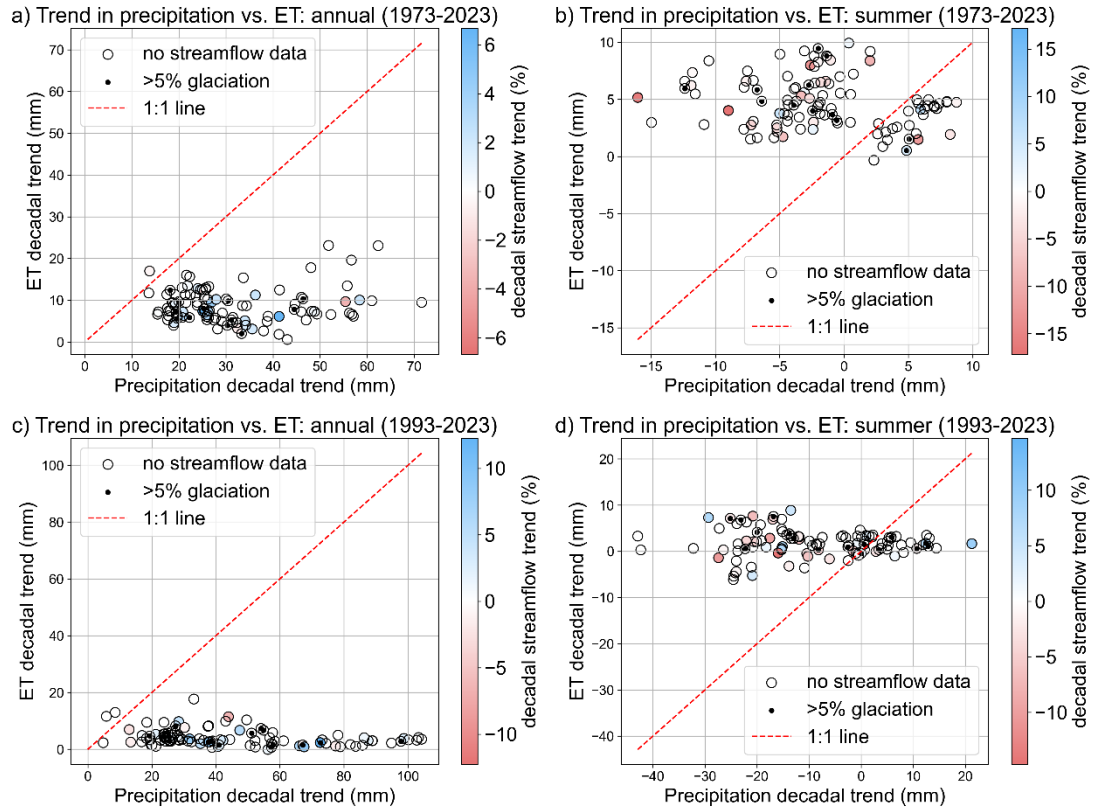 a) Trend in precipitation vs. ET: annual (1973-2023)
70
60
50
40
30
20
10
0
ET decadal trend (mm)
no streamflow data
>5% glaciation
1:1 line
0 10 20 30 40 50 60 70
Precipitation decadal trend (mm)
6
4
2
0
−2
−4
−6
decadal streamflow trend (%)
b) Trend in precipitation vs. ET: summer (1973-2023)
10
5
0
−5
−10
−15
ET decadal trend (mm)
no streamflow data
>5% glaciation
1:1 line
−15 −10 −5 0 5 10
Precipitation decadal trend (mm)
15
10
5
0
−5
−10
−15
decadal streamflow trend (%)
c) Trend in precipitation vs. ET: annual (1993-2023)
100
80
60
40
20
0
ET decadal trend (mm)
no streamflow data
>5% glaciation
1:1 line
0 20 40 60 80 100
Precipitation decadal trend (mm)
10
5
0
−5
−10
decadal streamflow trend (%)
d) Trend in precipitation vs. ET: summer (1993-2023)
20
10
0
−10
−20
−30
−40
ET decadal trend (mm)
no streamflow data
>5% glaciation
1:1 line
−40 −30 −20 −10 0 10 20
Precipitation decadal trend (mm)
10
5
0
−5
−10
decadal streamflow trend (%)